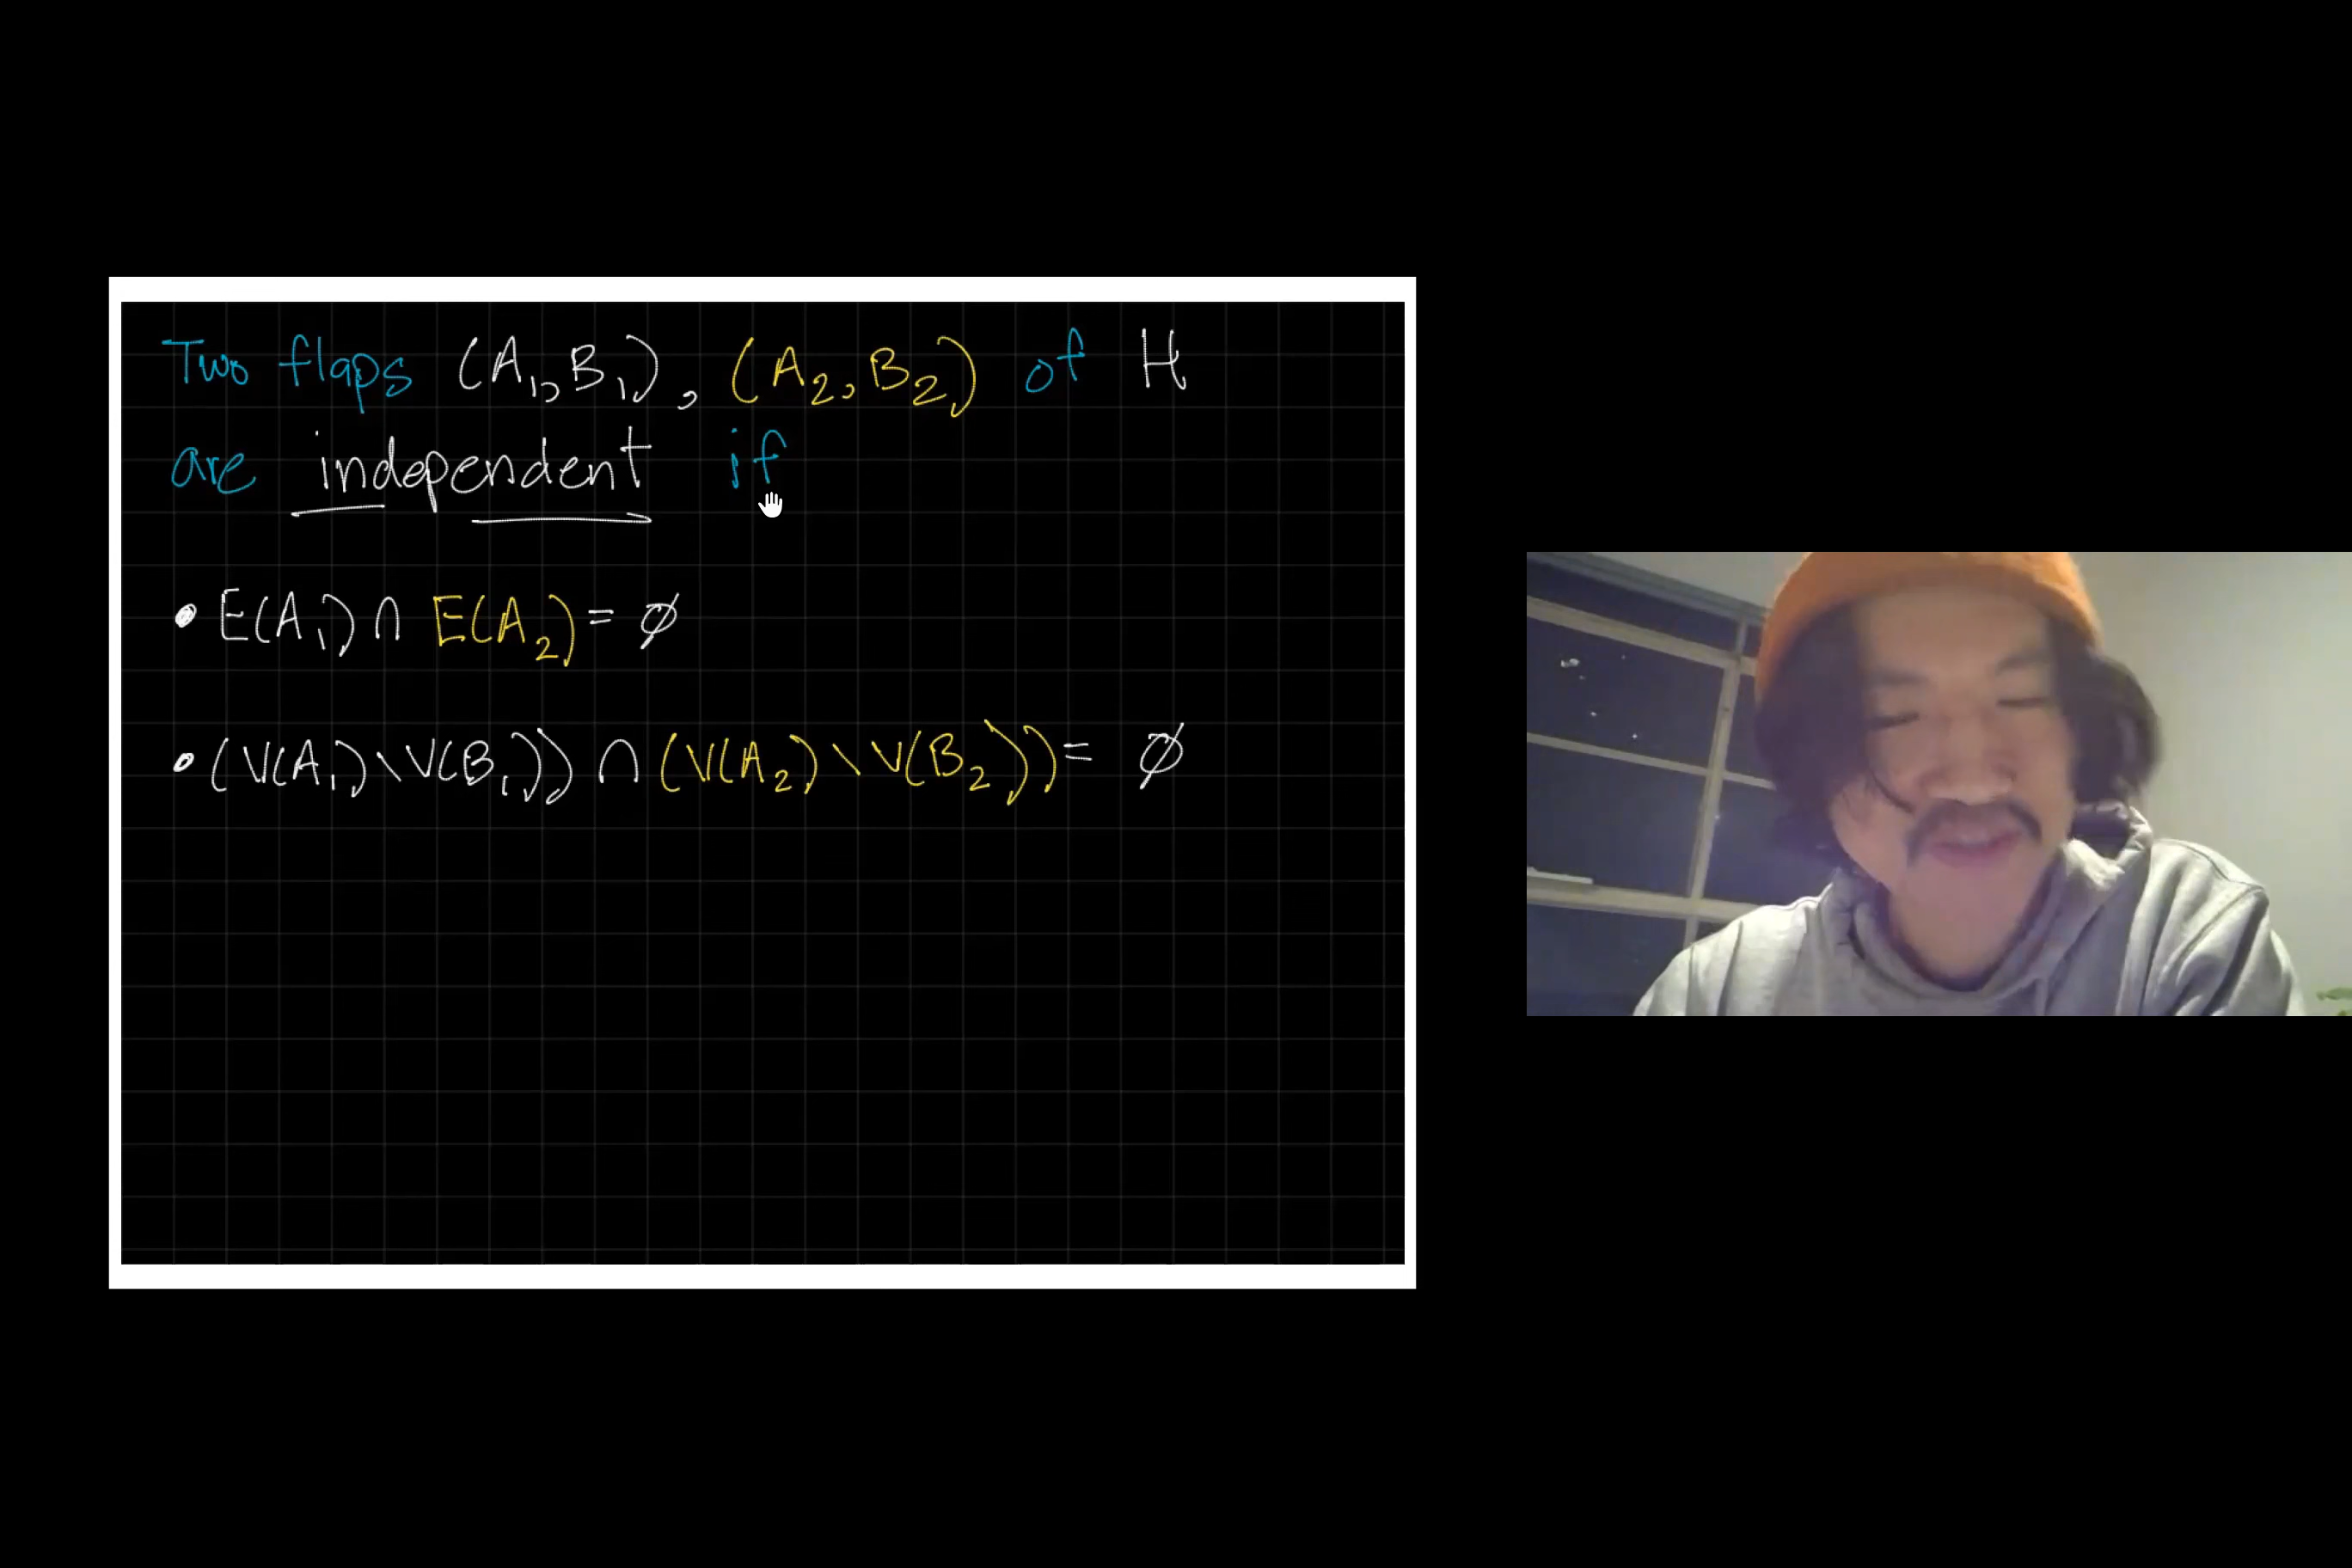 Two flaps (A₁,B₁), (A₂,B₂) of H
are independent if
• E(A₁) ∩ E(A₂) = ∅
• (V(A₁)∖V(B₁)) ∩ (V(A₂)∖V(B₂)) = ∅